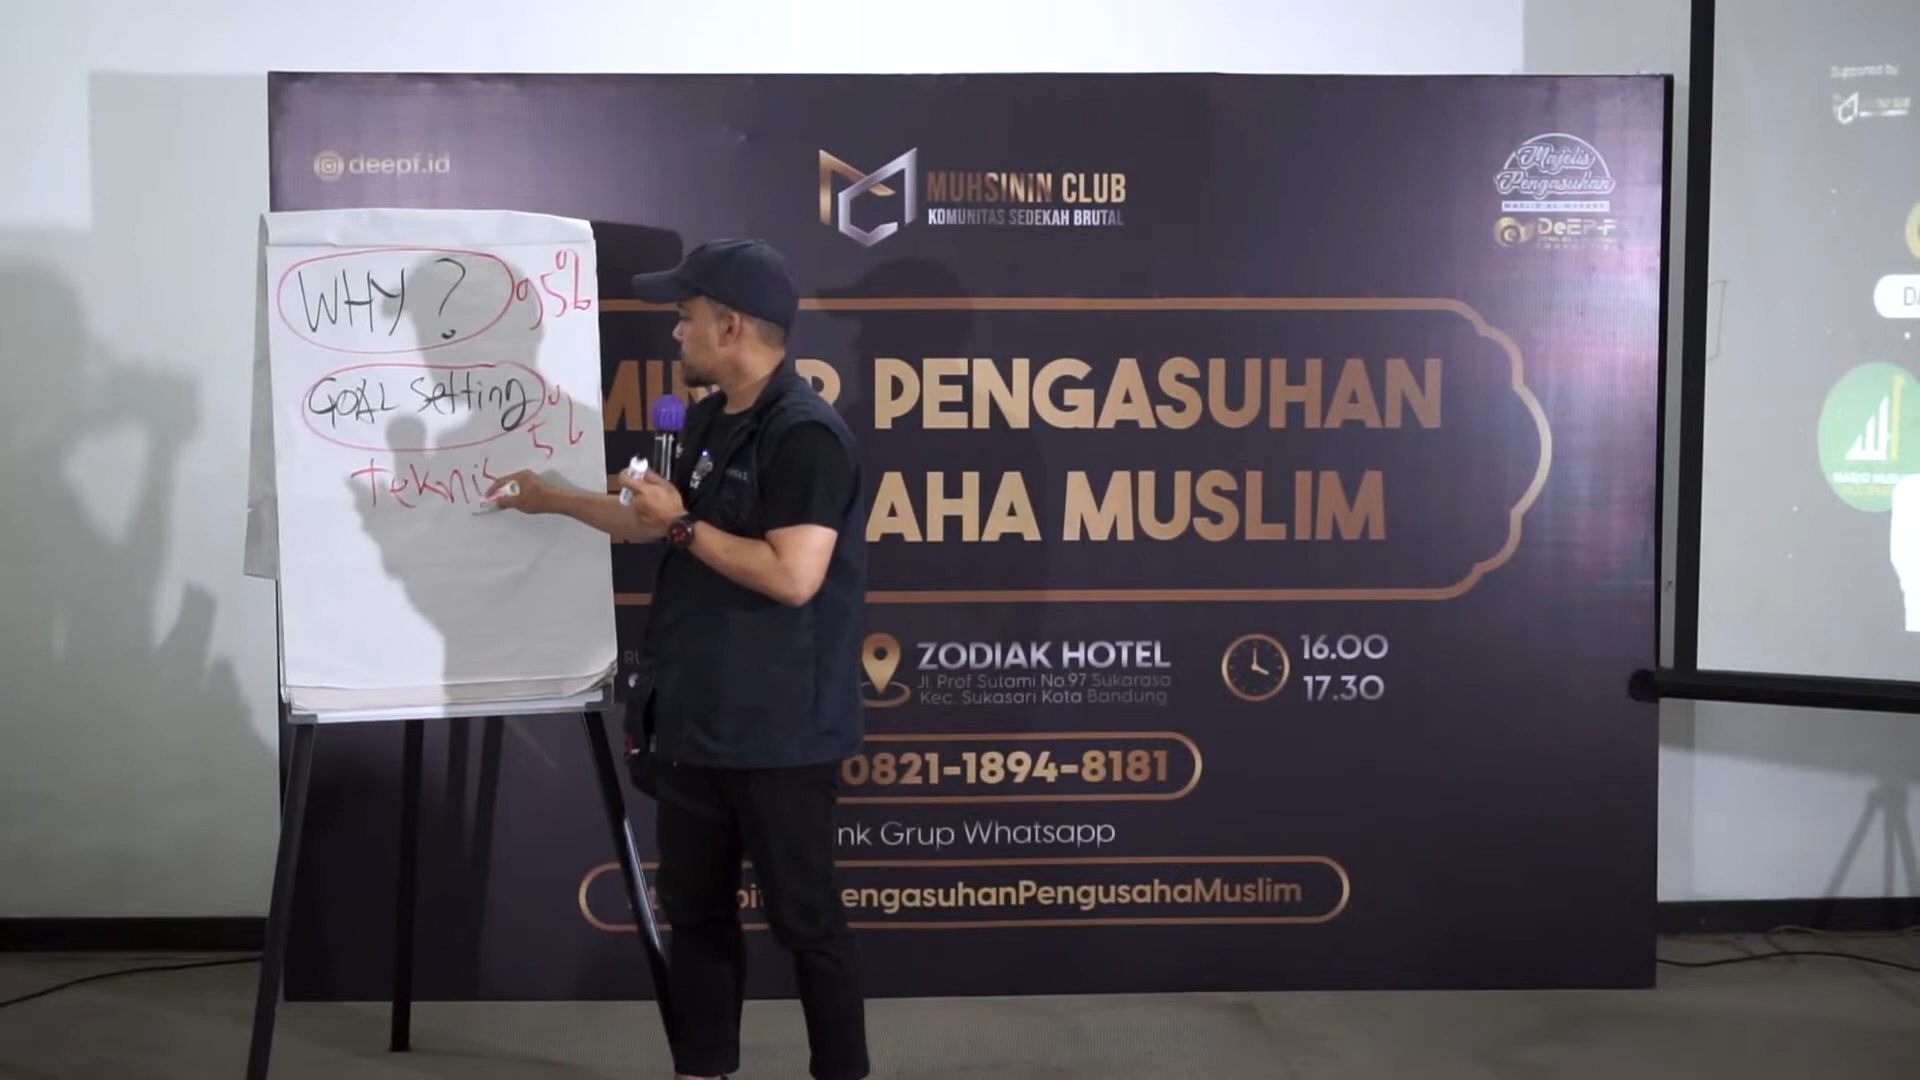 deepf.id
MUHSININ CLUB
KOMUNITAS SEDEKAH BRUTAL
Majelis
Pengasuhan
DeEP-F
WHY? 95%
GOAL Setting 5%
teknis
PENGASUHAN
AHA MUSLIM
ZODIAK HOTEL
Jl. Prof Sutami No 97 Sukarasa
Kec. Sukasari Kota Bandung
16.00
17.30
0821-1894-8181
nk Grup Whatsapp
engasuhanPengusahaMuslim
Supported by: